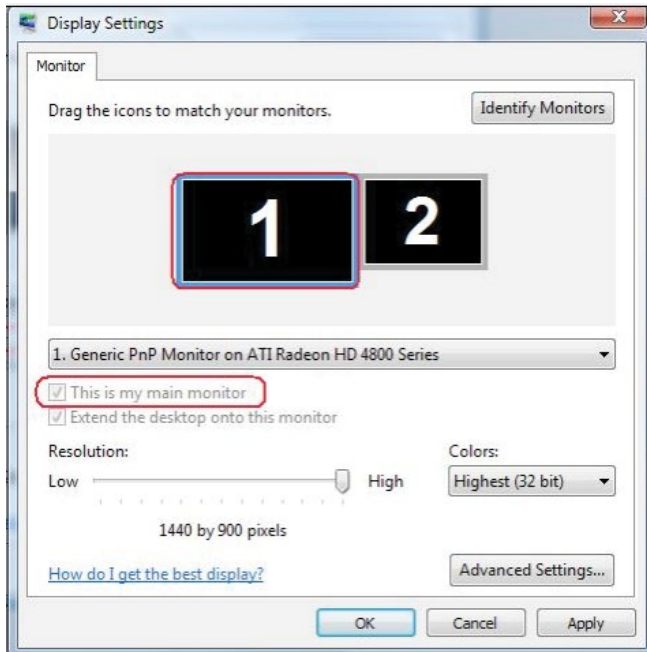 Display Settings
Monitor
Drag the icons to match your monitors.
Identify Monitors
1
2
1. Generic PnP Monitor on ATI Radeon HD 4800 Series
This is my main monitor
Extend the desktop onto this monitor
Resolution:
Colors:
Low
High
Highest (32 bit)
1440 by 900 pixels
How do I get the best display?
Advanced Settings...
OK
Cancel
Apply